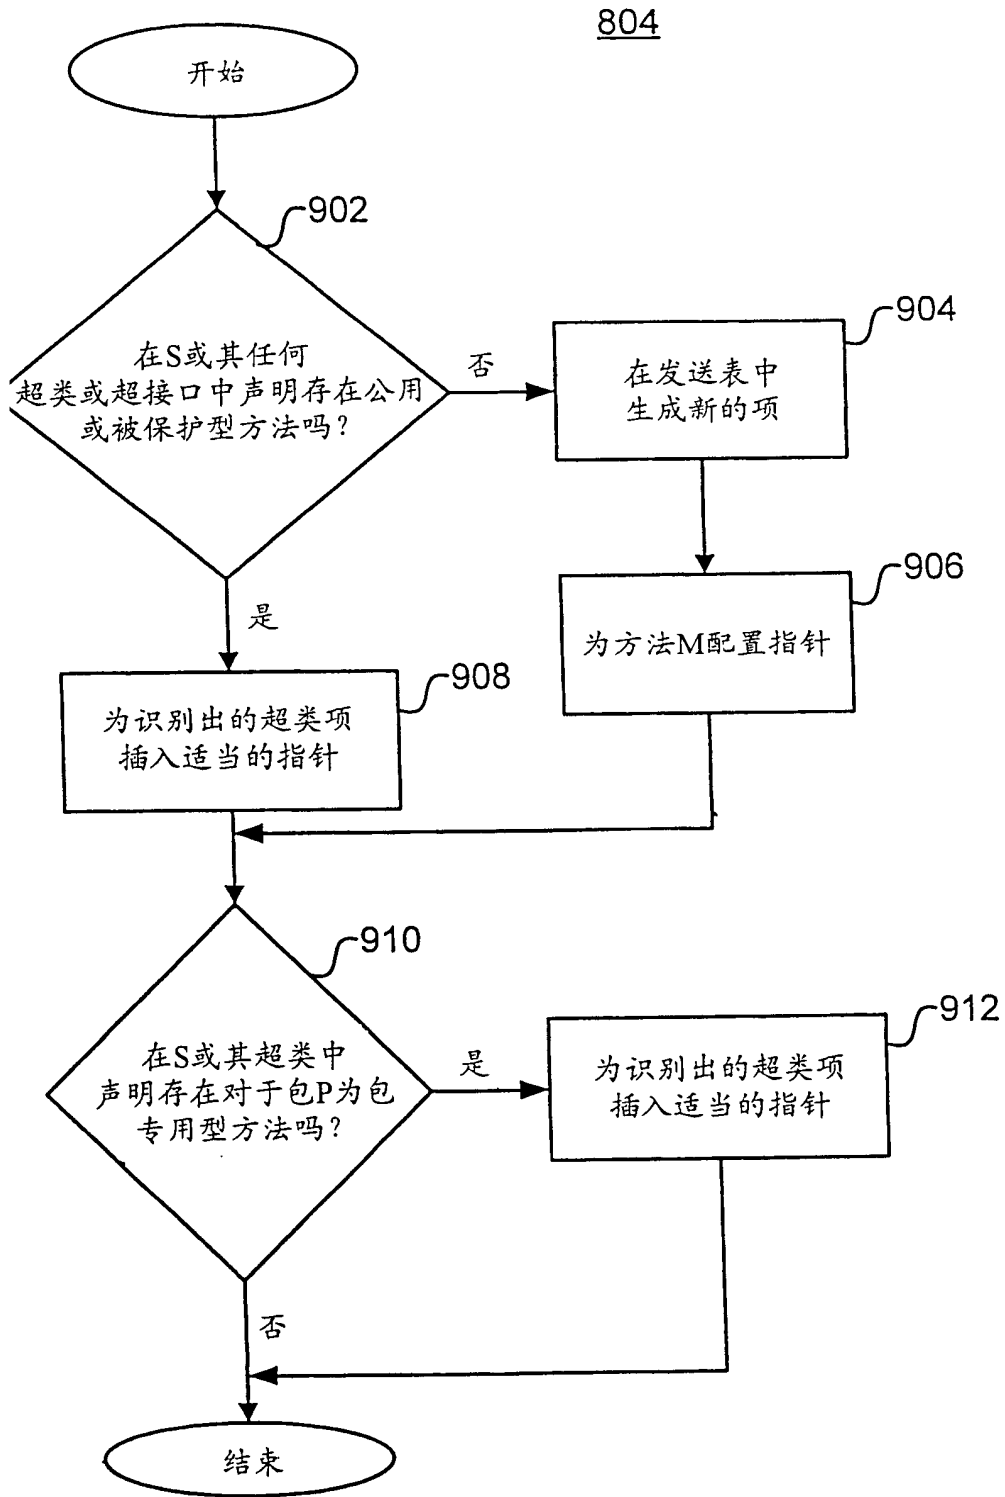 804
开始
902
在S或其任何
超类或超接口中声明存在公用
或被保护型方法吗?
否
904
在发送表中
生成新的项
906
为方法M配置指针
是
908
为识别出的超类项
插入适当的指针
910
在S或其超类中
声明存在对于包P为包
专用型方法吗?
是
912
为识别出的超类项
插入适当的指针
否
结束